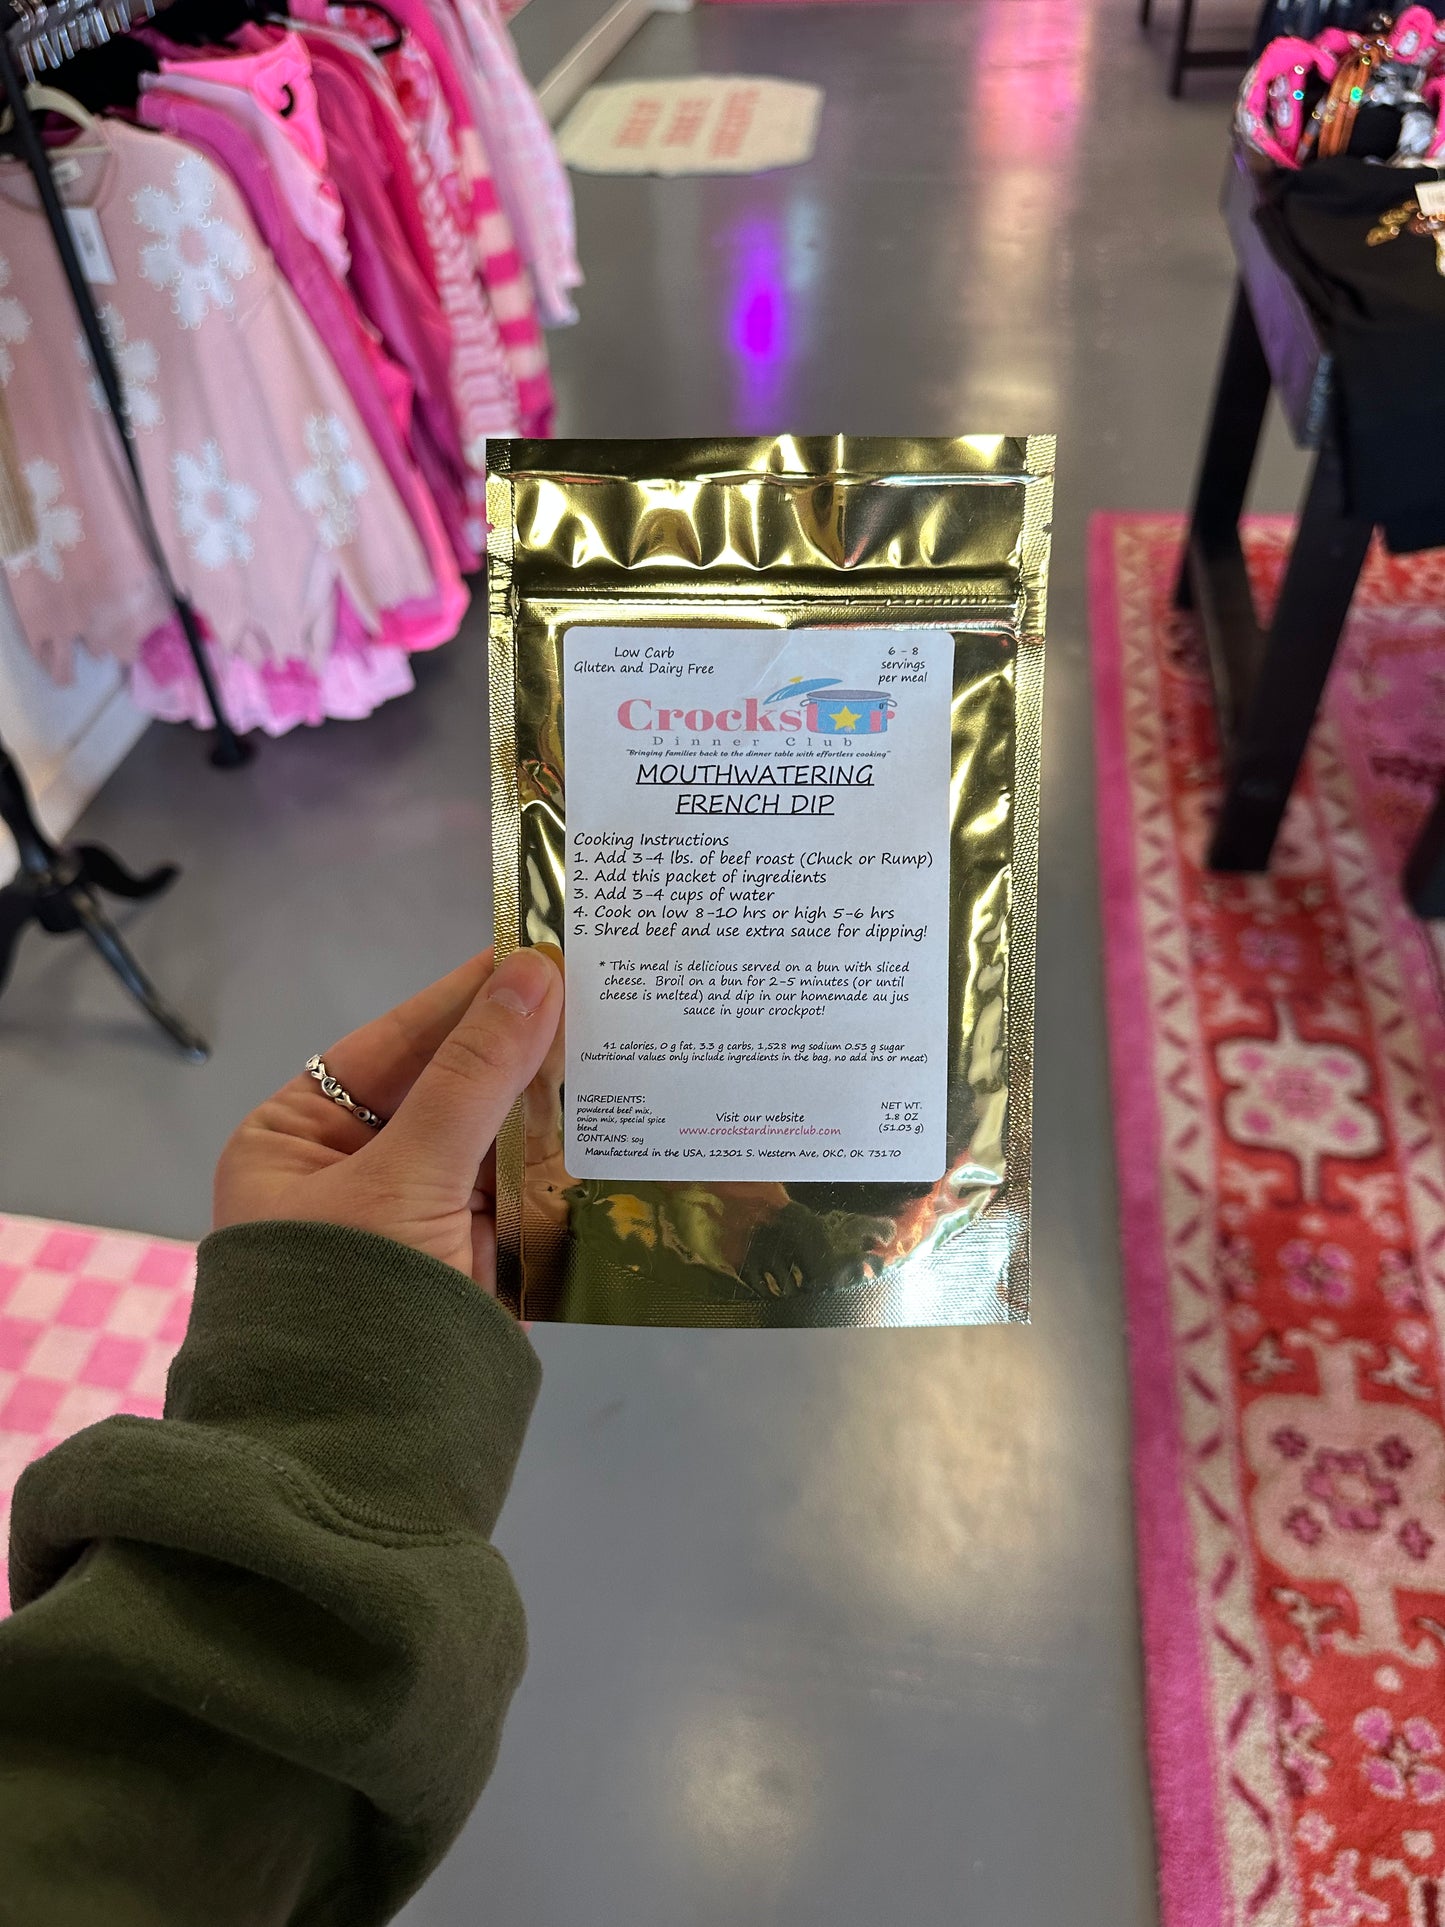 Low Carb
Gluten and Dairy Free
6 - 8
servings
per meal
Crockstar
Dinner Club
"Bringing families back to the dinner table with effortless cooking"
MOUTHWATERING
FRENCH DIP
Cooking Instructions
1. Add 3-4 lbs. of beef roast (Chuck or Rump)
2. Add this packet of ingredients
3. Add 3-4 cups of water
4. Cook on low 8-10 hrs or high 5-6 hrs
5. Shred beef and use extra sauce for dipping!
* This meal is delicious served on a bun with sliced
cheese. Broil on a bun for 2-5 minutes (or until
cheese is melted) and dip in our homemade au jus
sauce in your crockpot!
41 calories, 0 g fat, 3.3 g carbs, 1,528 mg sodium 0.53 g sugar
(Nutritional values only include ingredients in the bag. no add ins or meat)
INGREDIENTS:
powdered beef mix,
onion mix, special spice
blend
CONTAINS: soy
Visit our website
www.crockstardinnerclub.com
NET WT.
1.8 OZ
(51.03 g)
Manufactured in the USA, 12301 S. Western Ave, OKC, OK 73170